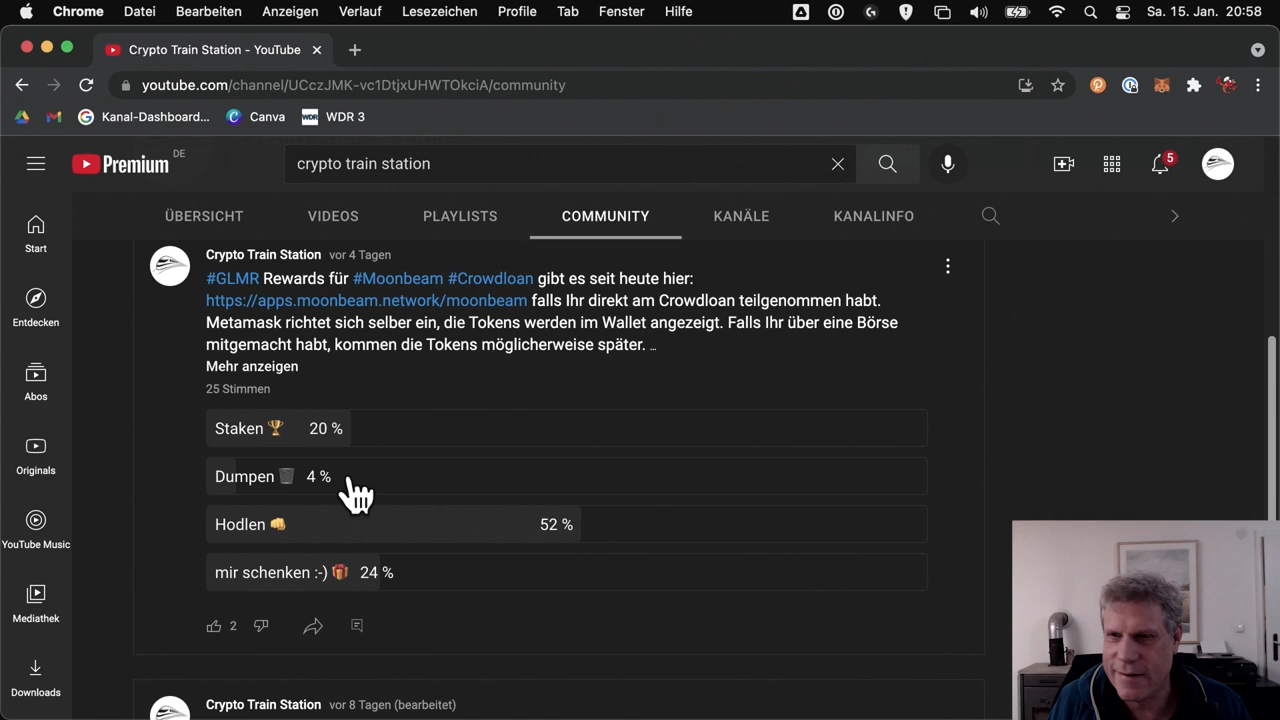 Chrome Datei Bearbeiten Anzeigen Verlauf Lesezeichen Profile Tab Fenster Hilfe Sa. 15. Jan. 20:58
Crypto Train Station - YouTube
youtube.com/channel/UCczJMK-vc1DtjxUHWTOkciA/community
Kanal-Dashboard... Canva WDR WDR 3
Premium DE
crypto train station
5
ÜBERSICHT VIDEOS PLAYLISTS COMMUNITY KANÄLE KANALINFO
Start
Entdecken
Abos
Originals
YouTube Music
Mediathek
Downloads
Crypto Train Station vor 4 Tagen
#GLMR Rewards für #Moonbeam #Crowdloan gibt es seit heute hier:
https://apps.moonbeam.network/moonbeam falls Ihr direkt am Crowdloan teilgenommen habt.
Metamask richtet sich selber ein, die Tokens werden im Wallet angezeigt. Falls Ihr über eine Börse
mitgemacht habt, kommen die Tokens möglicherweise später. ...
Mehr anzeigen
25 Stimmen
Staken 🏆 20 %
Dumpen 🗑️ 4 %
Hodlen 👊 52 %
mir schenken :-) 🎁 24 %
2
Crypto Train Station vor 8 Tagen (bearbeitet)